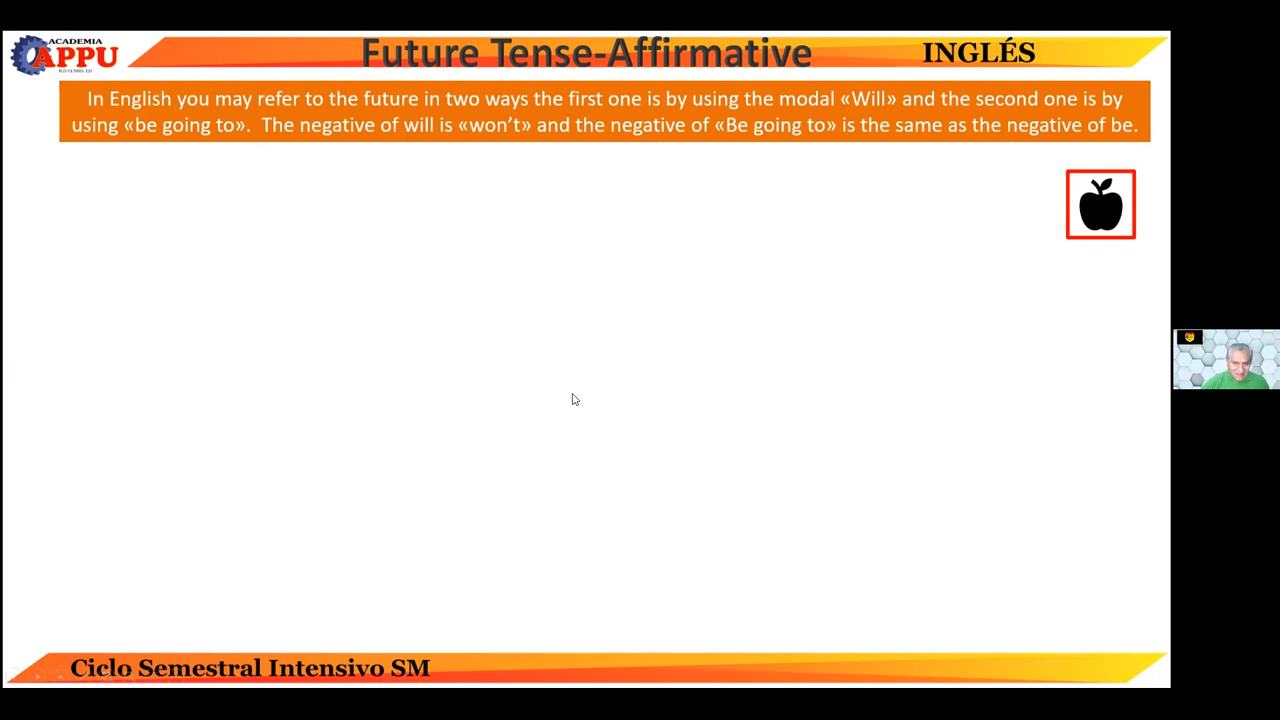 ACADEMIA
APPU
Future Tense-Affirmative
INGLÉS
In English you may refer to the future in two ways the first one is by using the modal «Will» and the second one is by
using «be going to». The negative of will is «won’t» and the negative of «Be going to» is the same as the negative of be.
Ciclo Semestral Intensivo SM